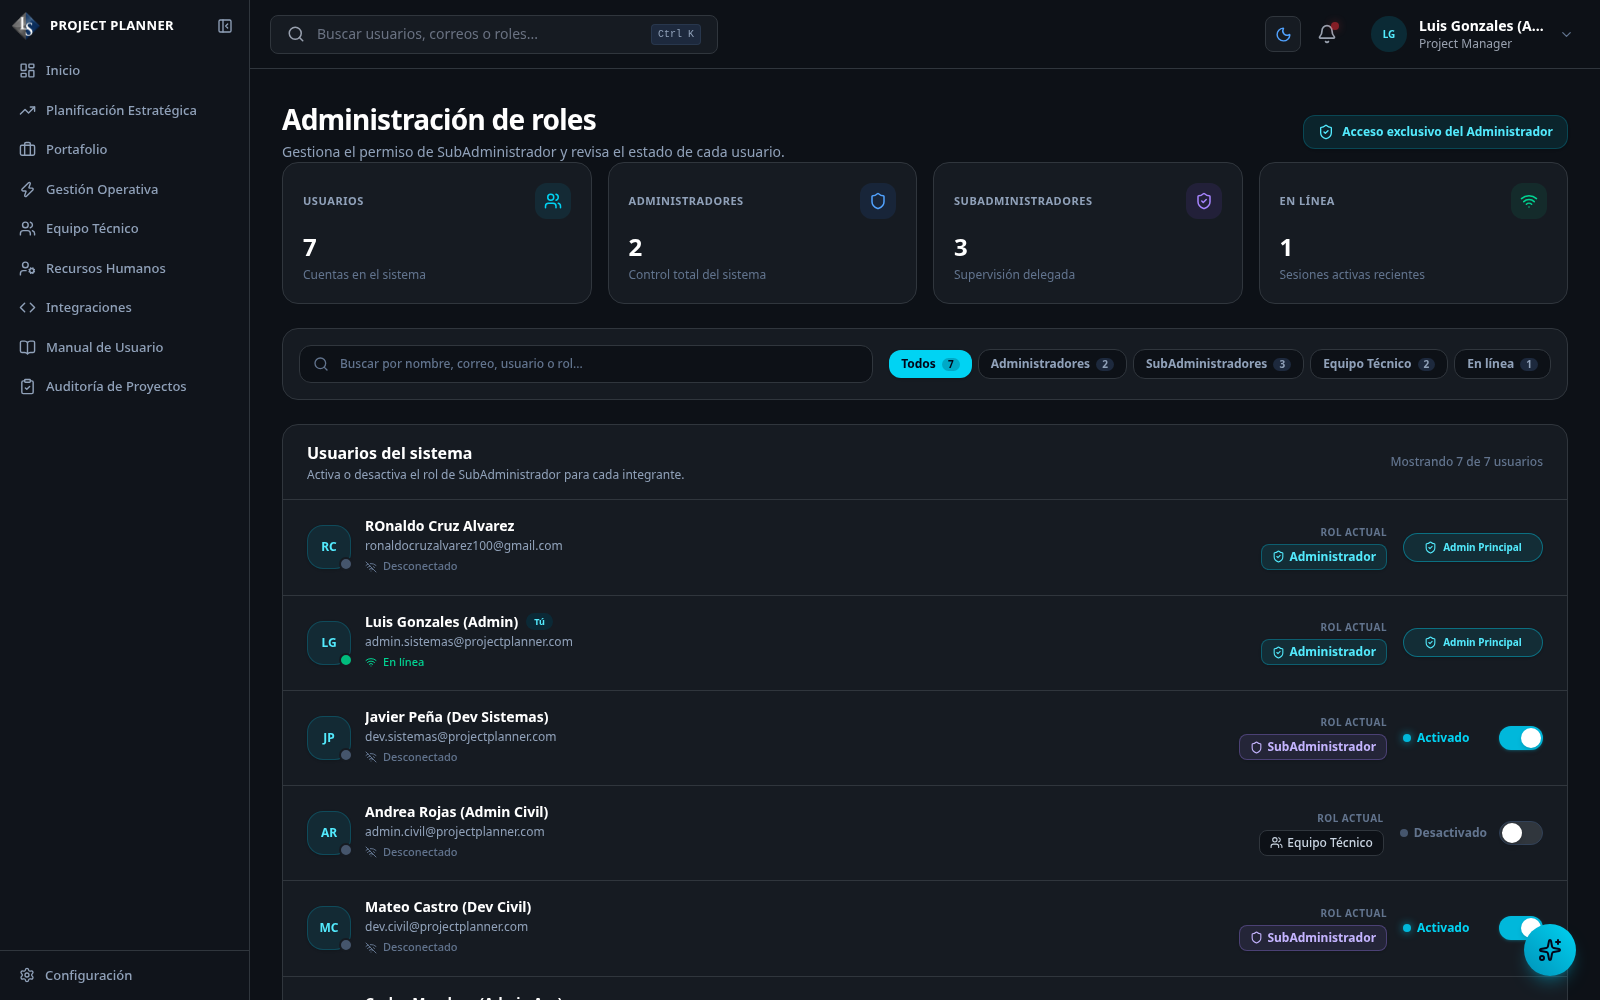 PROJECT PLANNER
Buscar usuarios, correos o roles...
Ctrl K
LG
Luis Gonzales (A...
Project Manager
Inicio
Planificación Estratégica
Portafolio
Gestión Operativa
Equipo Técnico
Recursos Humanos
Integraciones
Manual de Usuario
Auditoría de Proyectos
Configuración
Administración de roles
Gestiona el permiso de SubAdministrador y revisa el estado de cada usuario.
Acceso exclusivo del Administrador
USUARIOS
7
Cuentas en el sistema
ADMINISTRADORES
2
Control total del sistema
SUBADMINISTRADORES
3
Supervisión delegada
EN LÍNEA
1
Sesiones activas recientes
Buscar por nombre, correo, usuario o rol...
Todos 7
Administradores 2
SubAdministradores 3
Equipo Técnico 2
En línea 1
Usuarios del sistema
Activa o desactiva el rol de SubAdministrador para cada integrante.
Mostrando 7 de 7 usuarios
RC
ROnaldo Cruz Alvarez
ronaldocruzalvarez100@gmail.com
Desconectado
ROL ACTUAL
Administrador
Admin Principal
LG
Luis Gonzales (Admin) Tú
admin.sistemas@projectplanner.com
En línea
ROL ACTUAL
Administrador
Admin Principal
JP
Javier Peña (Dev Sistemas)
dev.sistemas@projectplanner.com
Desconectado
ROL ACTUAL
SubAdministrador
Activado
AR
Andrea Rojas (Admin Civil)
admin.civil@projectplanner.com
Desconectado
ROL ACTUAL
Equipo Técnico
Desactivado
MC
Mateo Castro (Dev Civil)
dev.civil@projectplanner.com
Desconectado
ROL ACTUAL
SubAdministrador
Activado